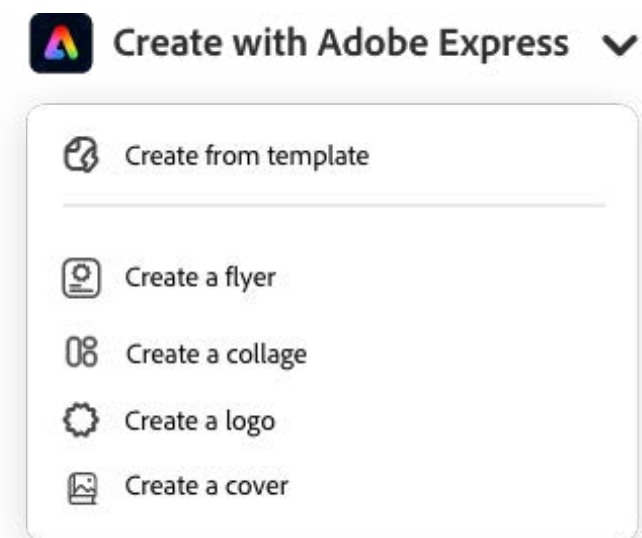 Create with Adobe Express
Create from template
Create a flyer
Create a collage
Create a logo
Create a cover